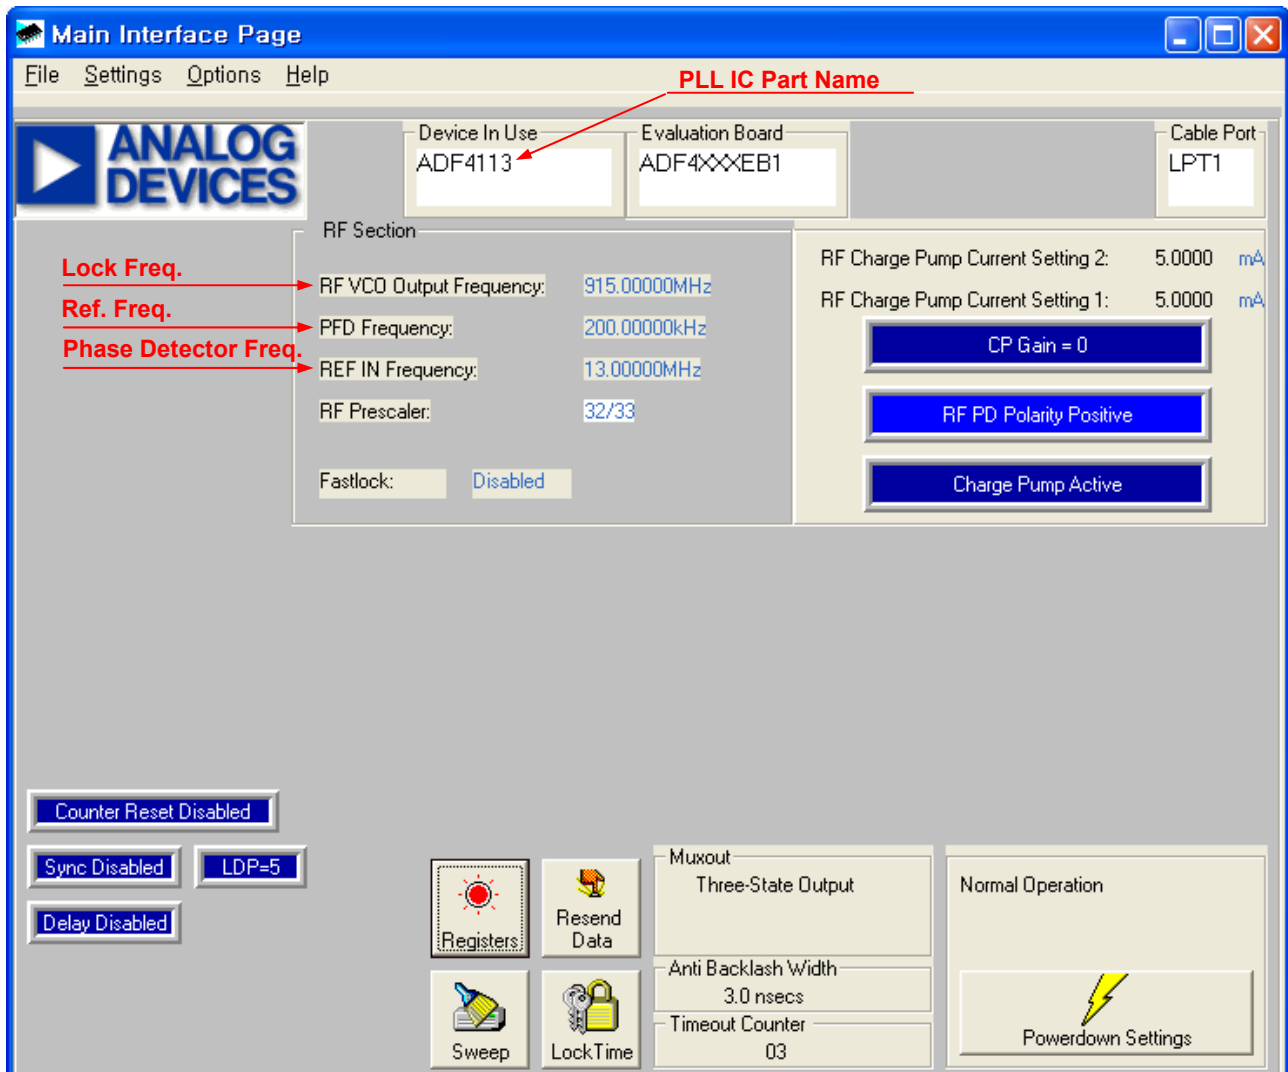 Main Interface Page
File Settings Options Help
PLL IC Part Name
ANALOG
DEVICES
Device In Use
ADF4113
Evaluation Board
ADF4XXXEB1
Cable Port
LPT1
RF Section
Lock Freq.
RF VCO Output Frequency: 915.00000MHz
Ref. Freq.
PFD Frequency: 200.00000kHz
Phase Detector Freq.
REF IN Frequency: 13.00000MHz
RF Prescaler: 32/33
Fastlock: Disabled
RF Charge Pump Current Setting 2: 5.0000 mA
RF Charge Pump Current Setting 1: 5.0000 mA
CP Gain = 0
RF PD Polarity Positive
Charge Pump Active
Counter Reset Disabled
Sync Disabled
LDP=5
Delay Disabled
Registers
Resend
Data
Sweep
LockTime
Muxout
Three-State Output
Anti Backlash Width
3.0 nsecs
Timeout Counter
03
Normal Operation
Powerdown Settings